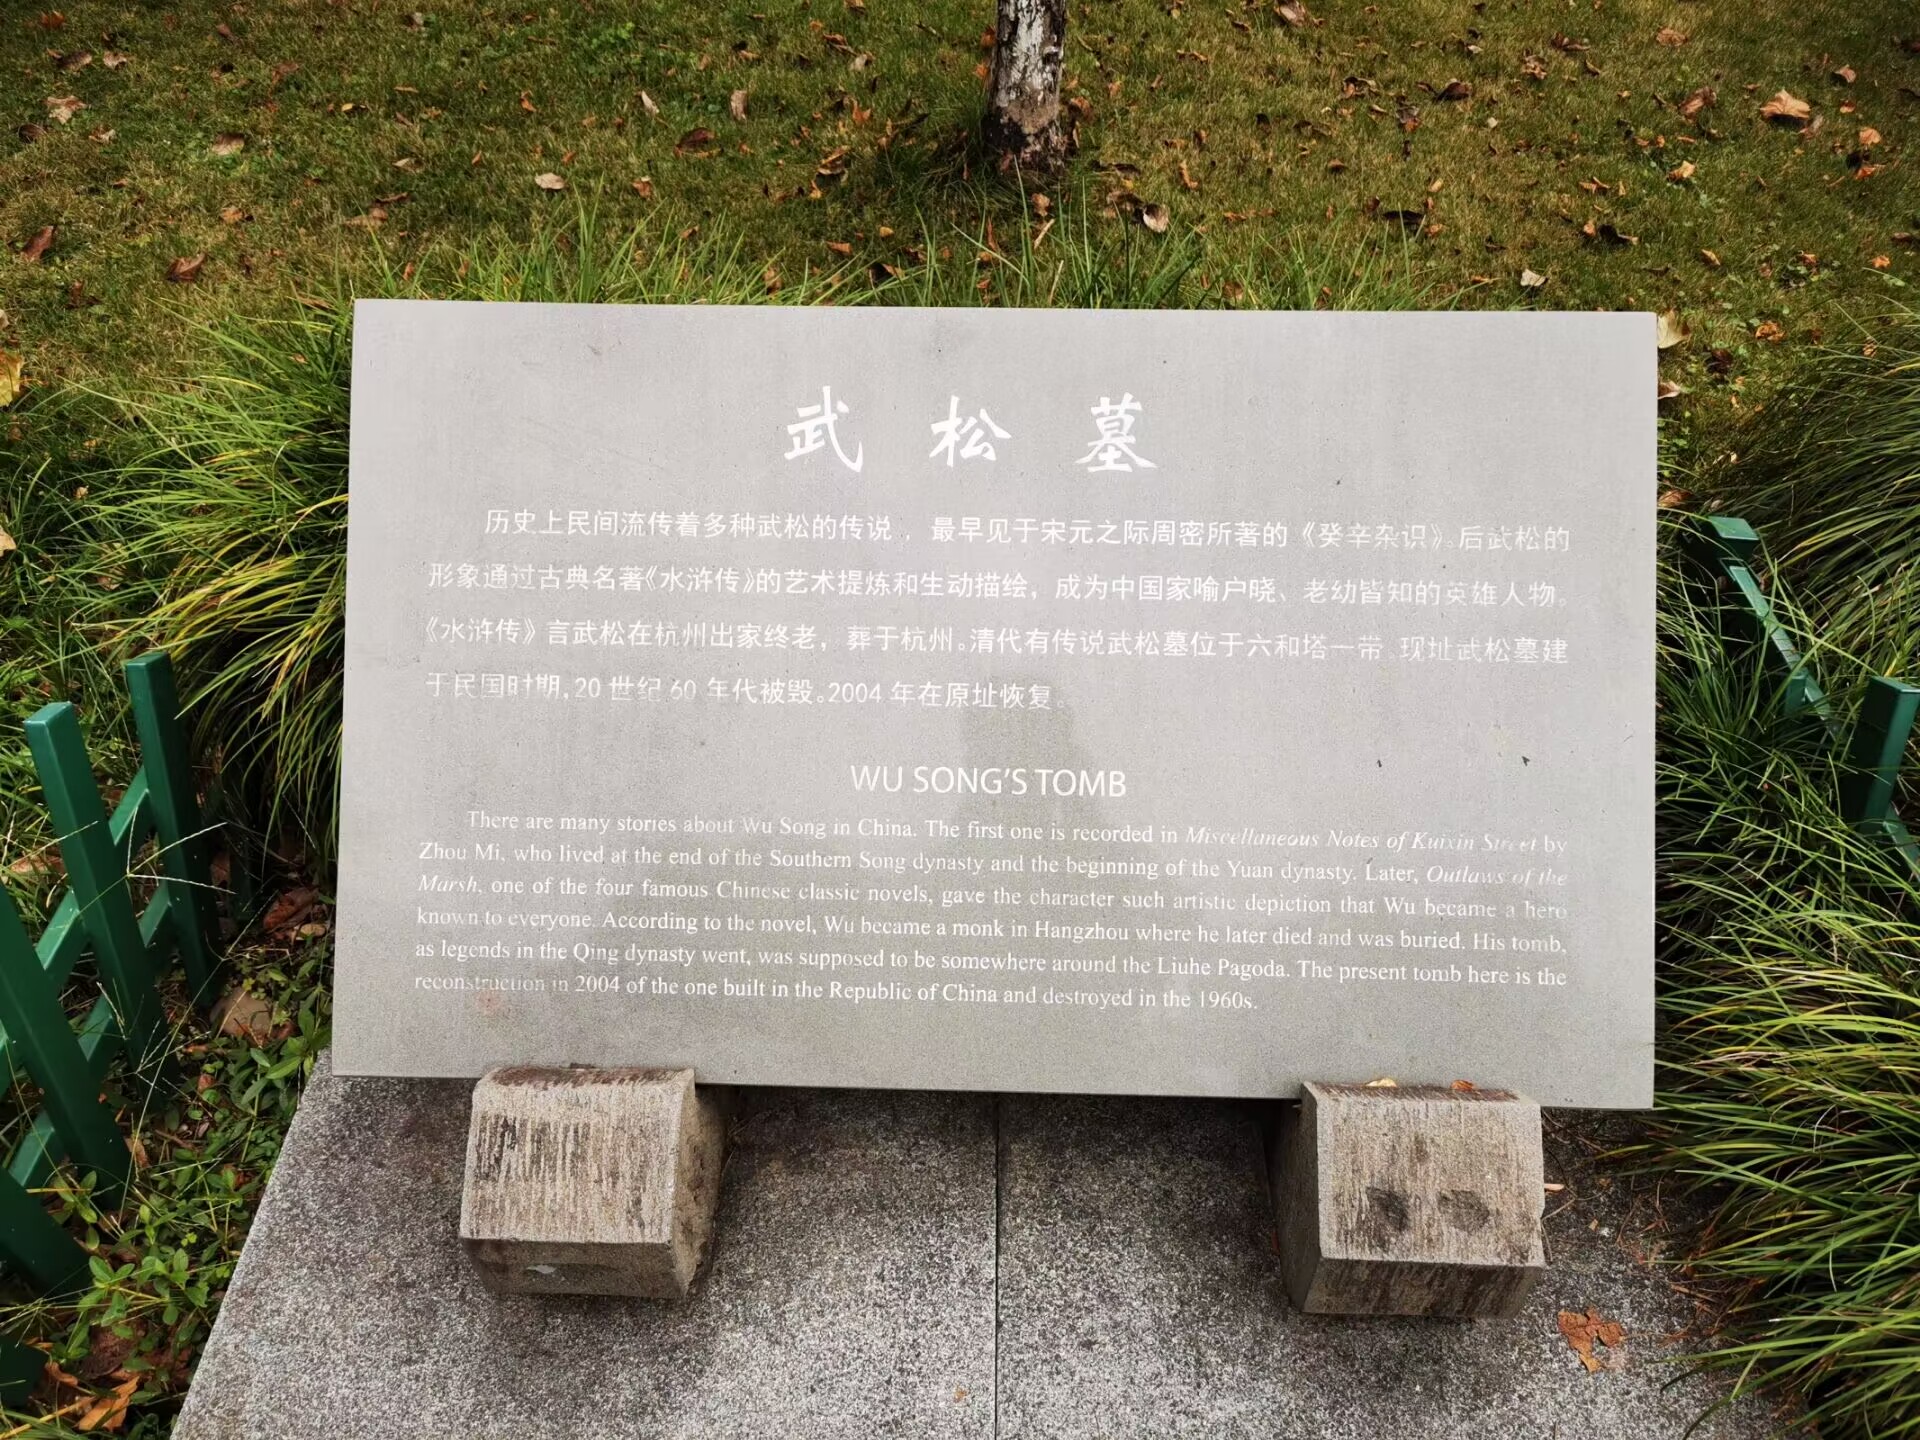 武松墓
历史上民间流传着多种武松的传说，最早见于宋元之际周密所著的《癸辛杂识》。后武松的
形象通过古典名著《水浒传》的艺术提炼和生动描绘，成为中国家喻户晓、老幼皆知的英雄人物。
《水浒传》言武松在杭州出家终老，葬于杭州。清代有传说武松墓位于六和塔一带。现址武松墓建
于民国时期，20世纪60年代被毁。2004年在原址恢复。
WU SONG'S TOMB
There are many stories about Wu Song in China. The first one is recorded in Miscellaneous Notes of Kuixin Street by
Zhou Mi, who lived at the end of the Southern Song dynasty and the beginning of the Yuan dynasty. Later, Outlaws of the
Marsh, one of the four famous Chinese classic novels, gave the character such artistic depiction that Wu became a hero
known to everyone. According to the novel, Wu became a monk in Hangzhou where he later died and was buried. His tomb,
as legends in the Qing dynasty went, was supposed to be somewhere around the Liuhe Pagoda. The present tomb here is the
reconstruction in 2004 of the one built in the Republic of China and destroyed in the 1960s.